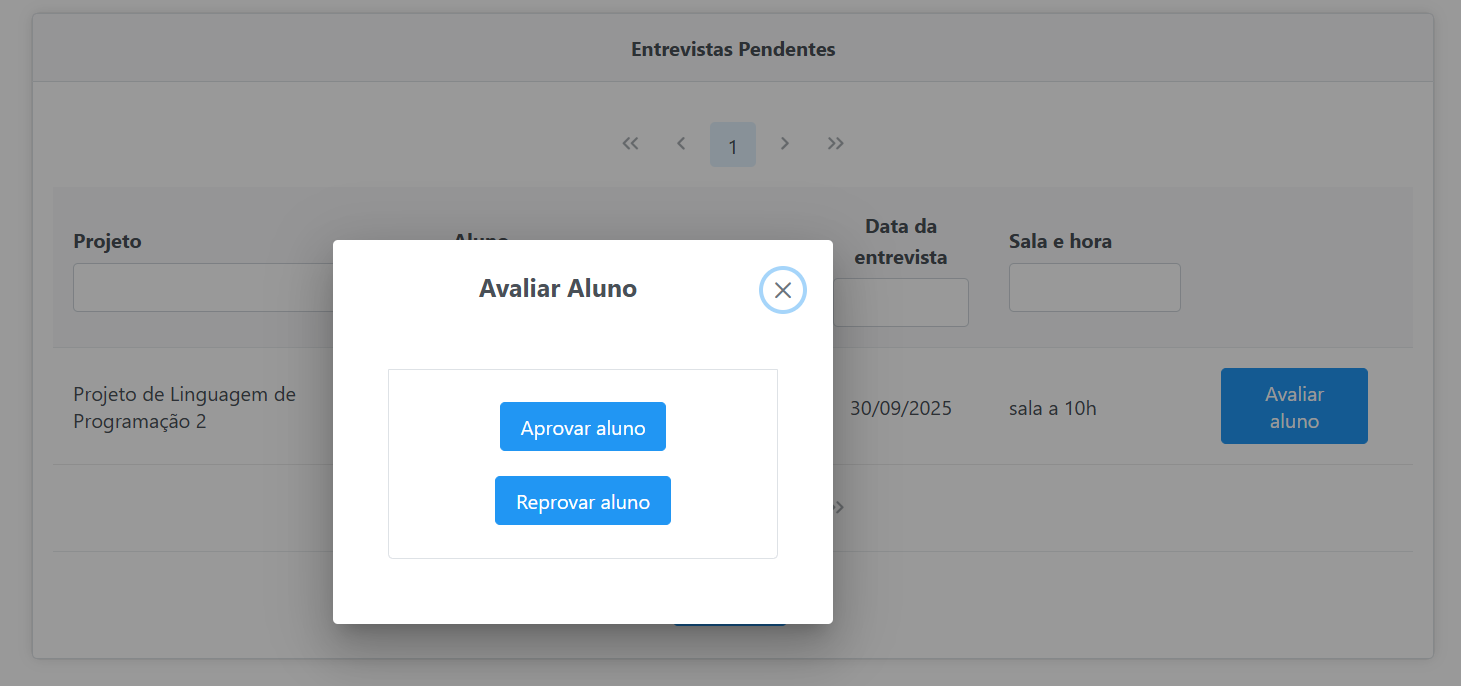 Entrevistas Pendentes
1
Projeto
Data da
entrevista
Sala e hora
Avaliar Aluno
Aprovar aluno
Reprovar aluno
Projeto de Linguagem de
Programação 2
30/09/2025
sala a 10h
Avaliar
aluno